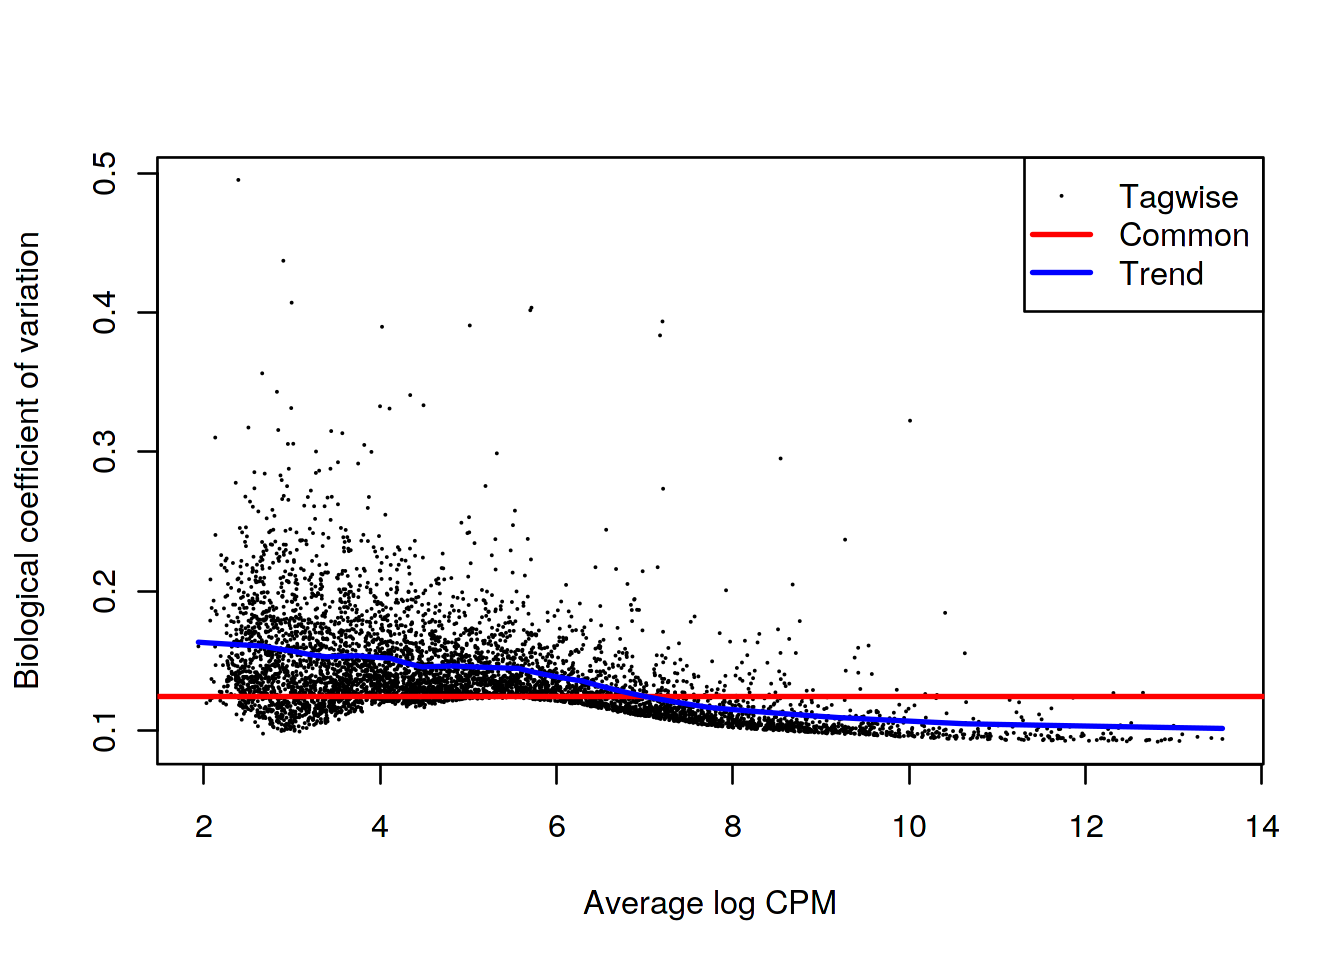 Biological coefficient of variation
0.5
0.4
0.3
0.2
0.1
Tagwise
Common
Trend
2 4 6 8 10 12 14
Average log CPM